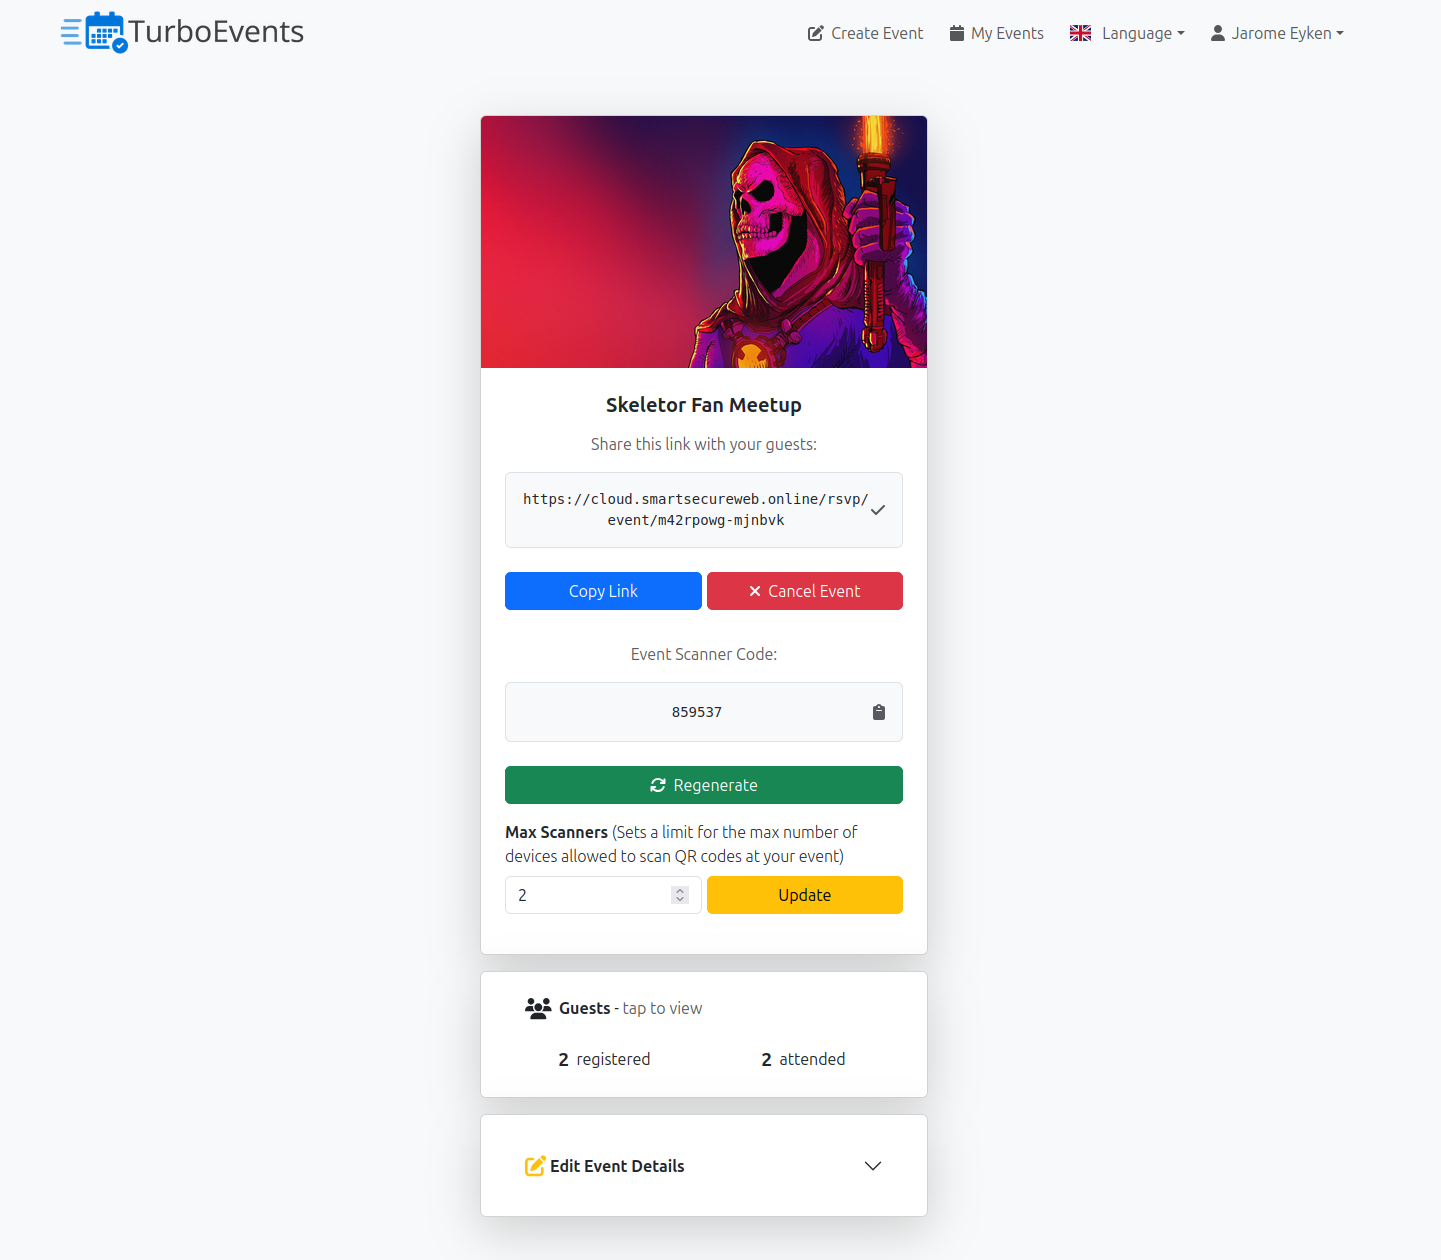 TurboEvents
Create Event
My Events
Language
Jarome Eyken
Skeletor Fan Meetup
Share this link with your guests:
https://cloud.smartsecureweb.online/rsvp/
event/m42rpowg-mjnbvk
Copy Link
Cancel Event
Event Scanner Code:
859537
Regenerate
Max Scanners (Sets a limit for the max number of
devices allowed to scan QR codes at your event)
2
Update
Guests - tap to view
2 registered
2 attended
Edit Event Details